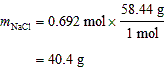 m_NaCl = 0.692 mol × 58.44 g / 1 mol
= 40.4 g